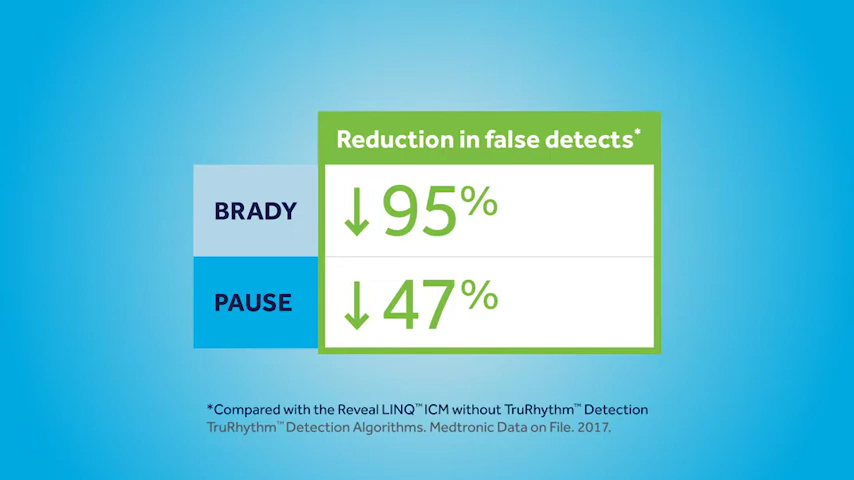 Reduction in false detects*
BRADY ↓95%
PAUSE ↓47%
*Compared with the Reveal LINQ™ ICM without TruRhythm™ Detection
TruRhythm™ Detection Algorithms. Medtronic Data on File. 2017.